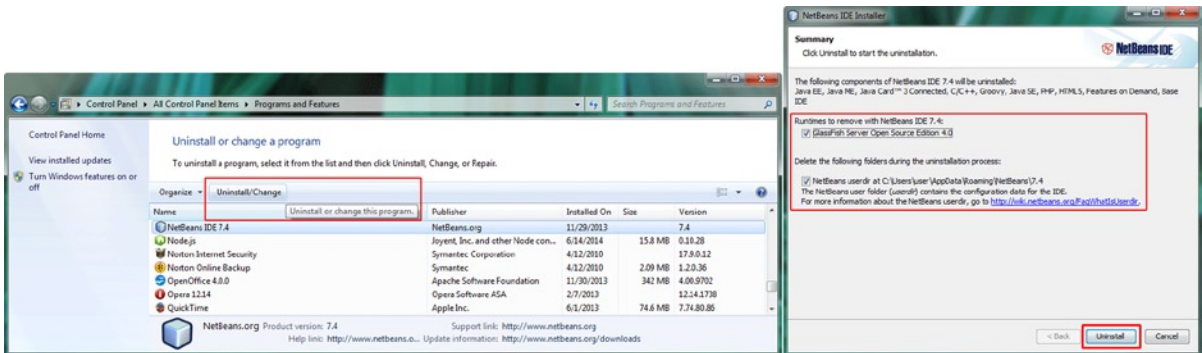 Control Panel ▸ All Control Panel Items ▸ Programs and Features
Search Programs and Features
Control Panel Home
View installed updates
Turn Windows features on or
off
Uninstall or change a program
To uninstall a program, select it from the list and then click Uninstall, Change, or Repair.
Organize
Uninstall/Change
Uninstall or change this program.
Name Publisher Installed On Size Version
NetBeans IDE 7.4 NetBeans.org 11/29/2013 7.4
Node.js Joyent, Inc. and other Node con... 6/14/2014 15.8 MB 0.10.28
Norton Internet Security Symantec Corporation 4/12/2010 17.9.0.12
Norton Online Backup Symantec 4/12/2010 2.09 MB 1.2.0.36
OpenOffice 4.0.0 Apache Software Foundation 11/30/2013 342 MB 4.00.9702
Opera 12.14 Opera Software ASA 2/7/2013 12.14.1738
QuickTime Apple Inc. 6/1/2013 74.6 MB 7.74.80.86
NetBeans.org Product version: 7.4 Support link: http://www.netbeans.org
Help link: http://www.netbeans.o... Update information: http://www.netbeans.org/downloads
NetBeans IDE Installer
Summary
Click Uninstall to start the uninstallation.
NetBeans IDE
The following components of NetBeans IDE 7.4 will be uninstalled:
Java EE, Java ME, Java Card™ 3 Connected, C/C++, Groovy, Java SE, PHP, HTML5, Features on Demand, Base
IDE
Runtimes to remove with NetBeans IDE 7.4:
GlassFish Server Open Source Edition 4.0
Delete the following folders during the uninstallation process:
NetBeans userdir at C:\Users\user\AppData\Roaming\NetBeans\7.4
The NetBeans user folder (userdir) contains the configuration data for the IDE.
For more information about the NetBeans userdir, go to http://wiki.netbeans.org/FaqWhatIsUserdir.
< Back
Uninstall
Cancel